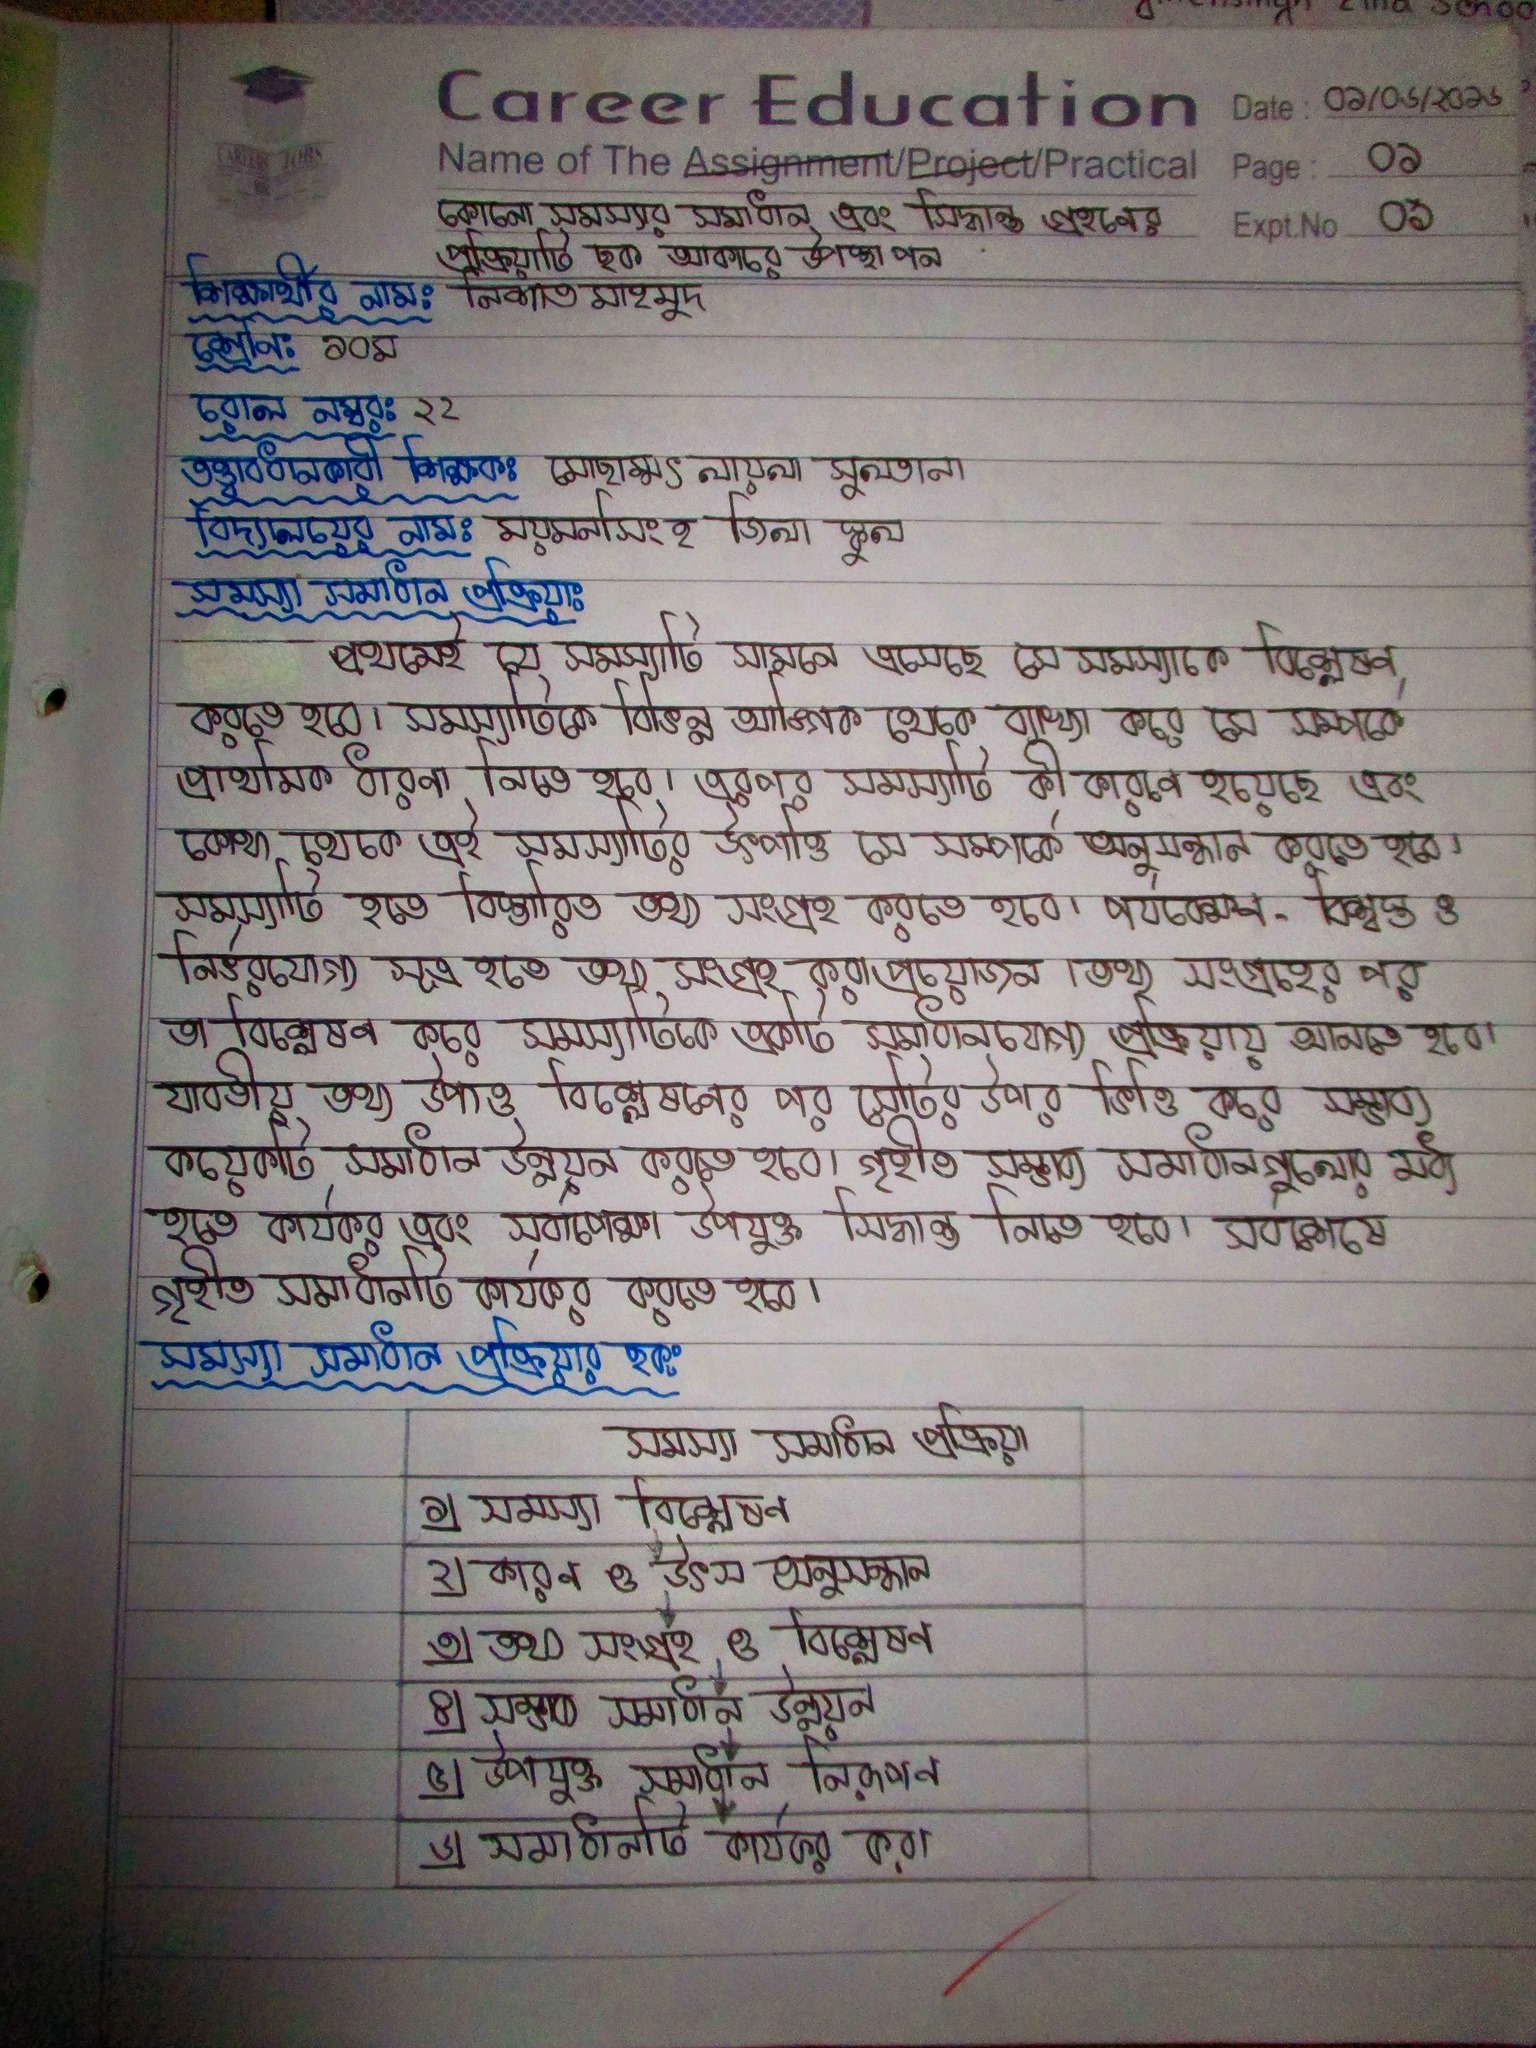 Career Education
Date : ০১/০৬/২০২৬
Name of The Assignment/Project/Practical
Page : ০১
কোনো সমস্যার সমাধান এবং সিদ্ধান্ত গ্রহনের
Expt.No ০১
প্রক্রিয়াটি ছক আকারে উপস্থাপন
শিক্ষার্থীর নামঃ নিশাত মাহমুদ
শ্রেনিঃ ১০ম
রোল নম্বরঃ ২২
তত্ত্বাবধানকারী শিক্ষকঃ মোছাম্মৎ লায়লা সুলতানা
বিদ্যালয়ের নামঃ ময়মনসিংহ জিলা স্কুল
সমস্যা সমাধান প্রক্রিয়াঃ
প্রথমেই যে সমস্যাটি সামনে এসেছে সে সমস্যাকে বিশ্লেষণ
করতে হবে। সমস্যাটিকে বিভিন্ন আঙ্গিক থেকে ব্যাখ্যা করে সে সম্পর্কে
প্রাথমিক ধারনা নিতে হবে। এরপর সমস্যাটি কী কারণে হয়েছে এবং
কোথা থেকে এই সমস্যাটির উৎপত্তি সে সম্পর্কে অনুসন্ধান করতে হবে।
সমস্যাটি হতে বিস্তারিত তথ্য সংগ্রহ করতে হবে। পর্যবেক্ষণ- বিশ্বস্ত ও
নির্ভরযোগ্য সূত্র হতে তথ্য সংগ্রহ করা প্রয়োজন। তথ্য সংগ্রহের পর
তা বিশ্লেষণ করে সমস্যাটিকে একটি সমাধানযোগ্য প্রক্রিয়ায় আনতে হবে।
যাবতীয় তথ্য উপাত্ত বিশ্লেষনের পর সেটির উপর ভিত্তি করে সম্ভাব্য
কয়েকটি সমাধান উন্নয়ন করতে হবে। গৃহীত সম্ভাব্য সমাধানগুলোর মধ্য
হতে কার্যকর এবং সর্বাপেক্ষা উপযুক্ত সিদ্ধান্ত নিতে হবে। সর্বশেষে
গৃহীত সমাধানটি কার্যকর করতে হবে।
সমস্যা সমাধান প্রক্রিয়ার ছকঃ
সমস্যা সমাধান প্রক্রিয়া
১) সমস্যা বিশ্লেষণ
২) কারণ ও উৎস অনুসন্ধান
৩) তথ্য সংগ্রহ ও বিশ্লেষণ
৪) সম্ভাব্য সমাধান উন্নয়ন
৫) উপযুক্ত সমাধান নিরূপণ
৬) সমাধানটি কার্যকর করা